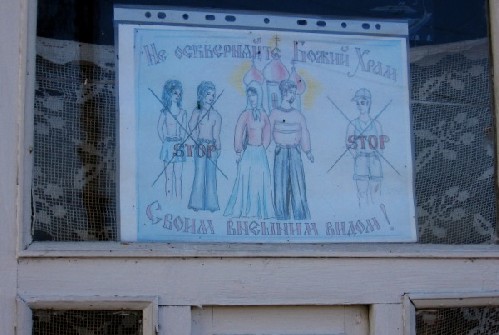 Не оскверняйте Божий Храм
STOP STOP
Своим внешним видом!